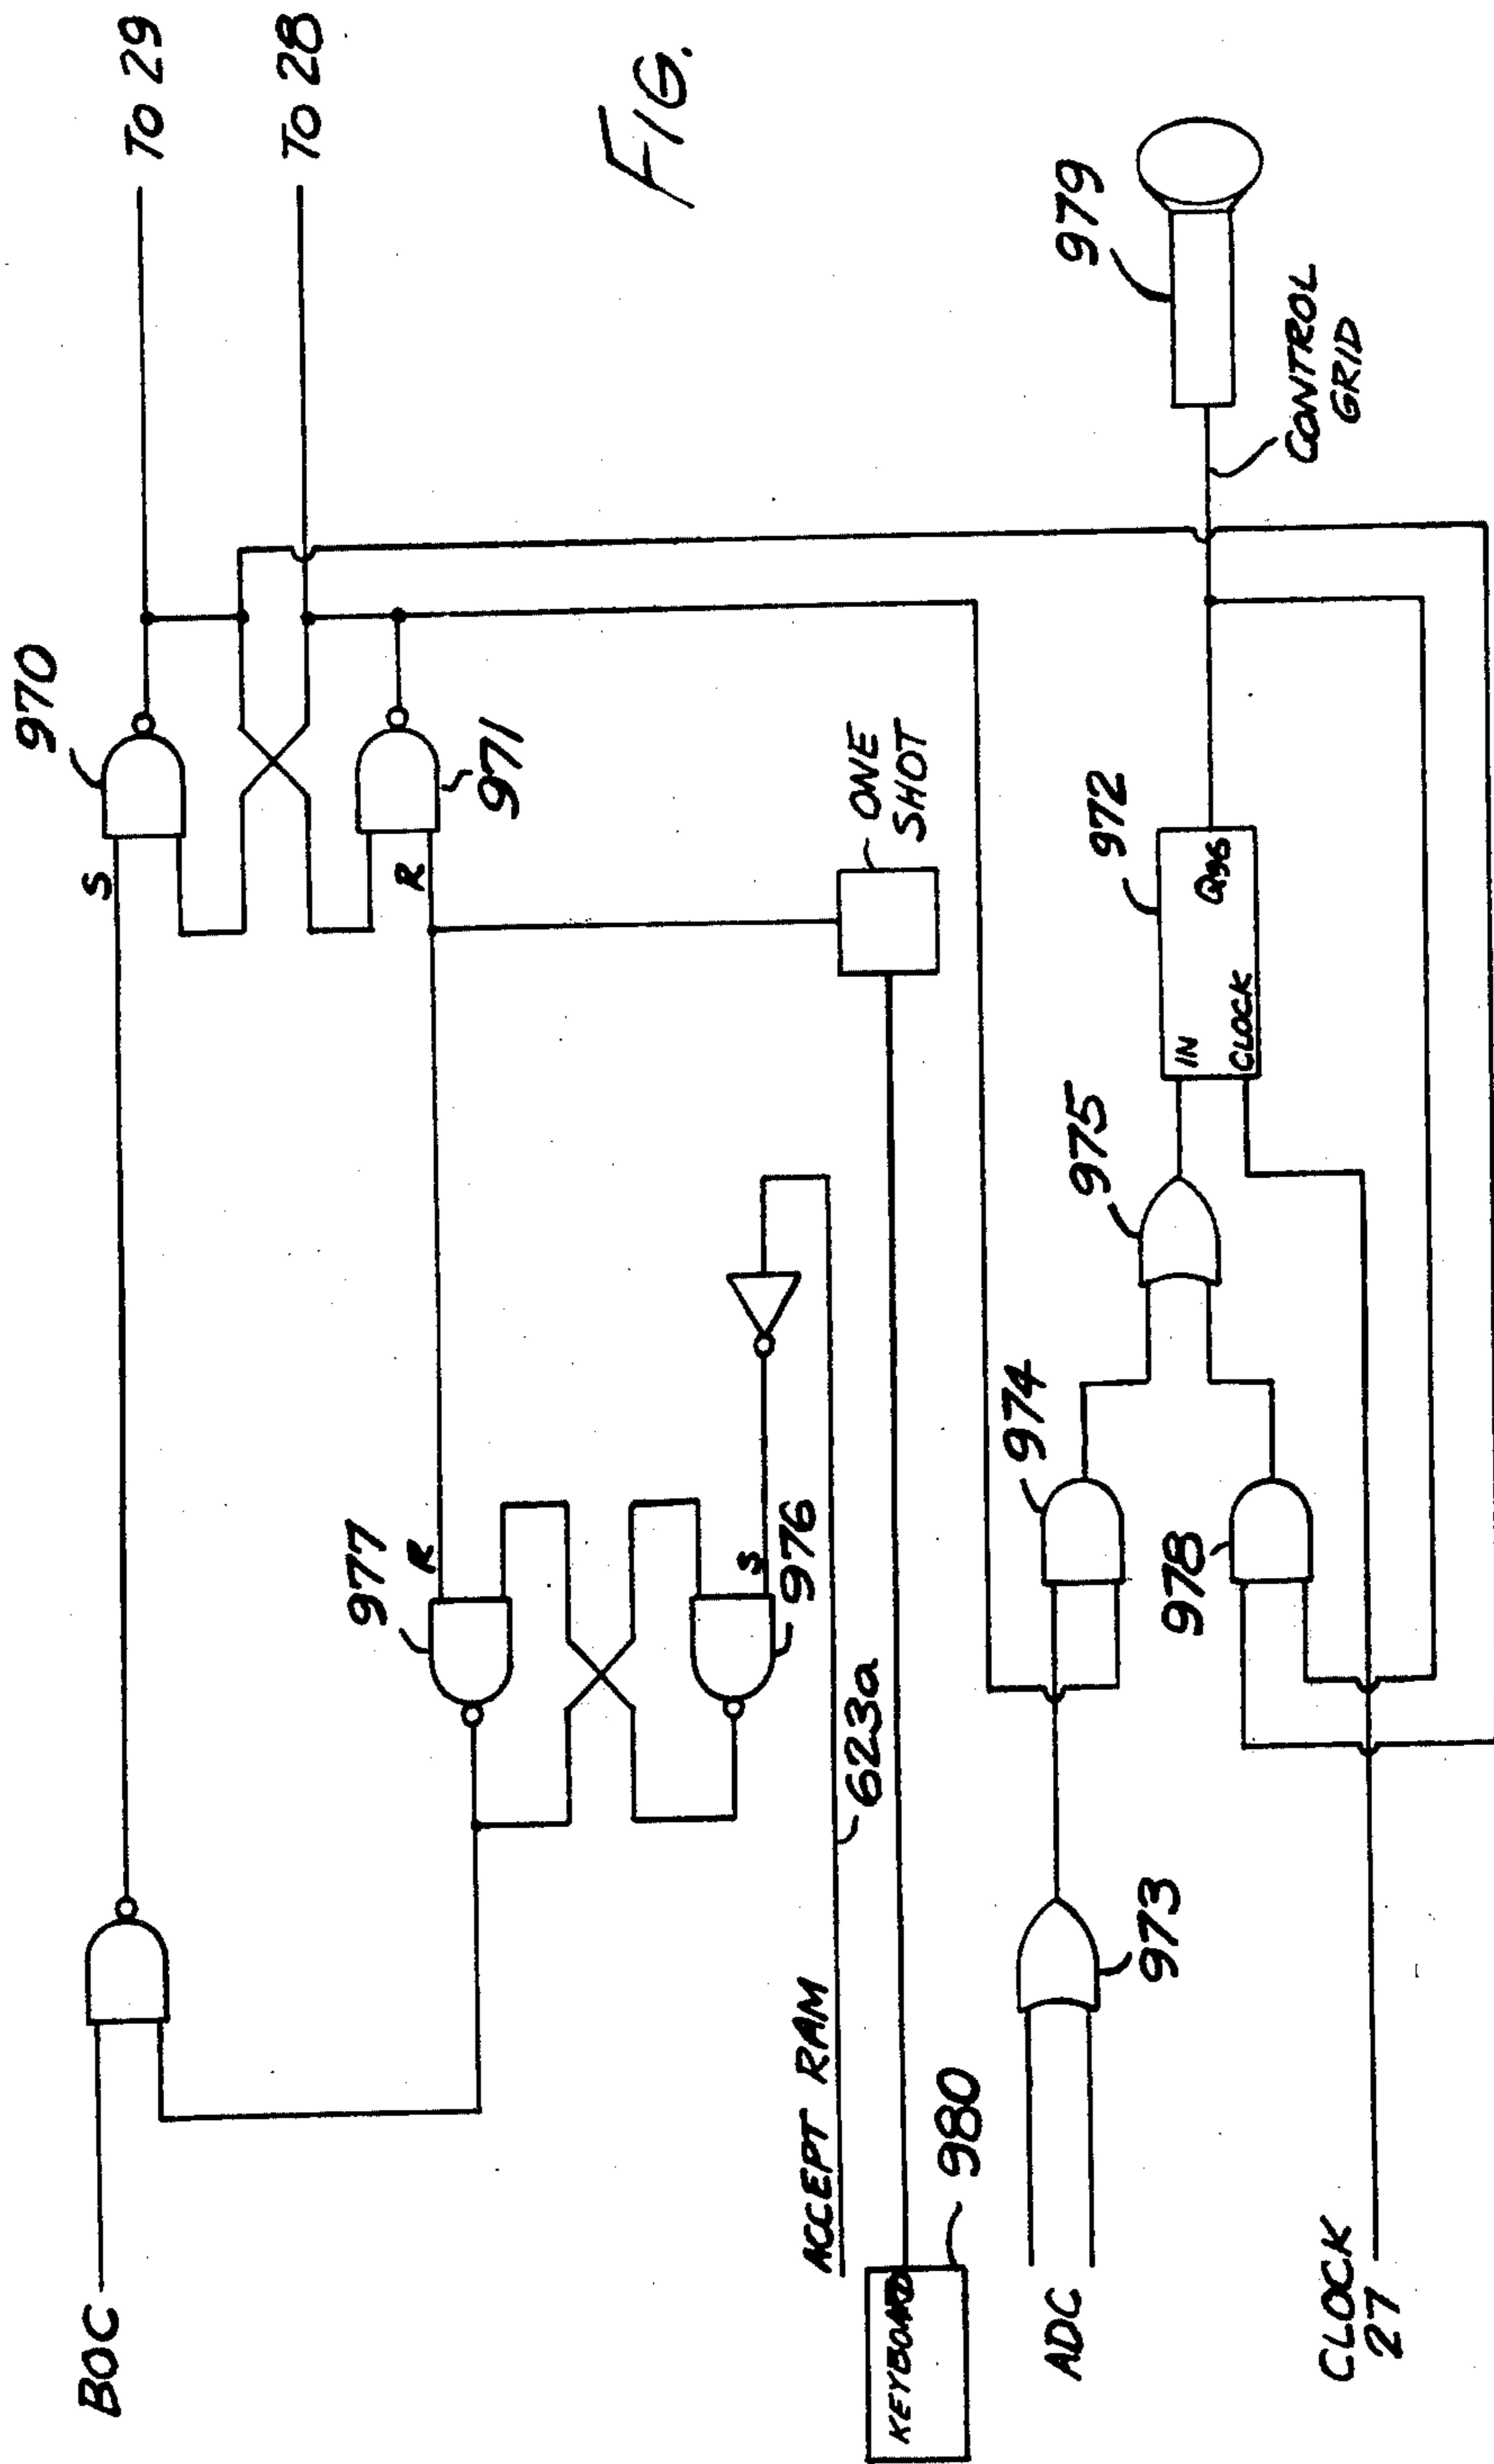 BOC
S
970
TO 29
TO 28
977
R
R
971
S
976
ONE
SHOT
FIG.
ACCEPT RAM
623a
KEYBOARD
980
ADC
973
974
975
978
972
IN
CLOCK
979
CONTROL
GRID
CLOCK
27